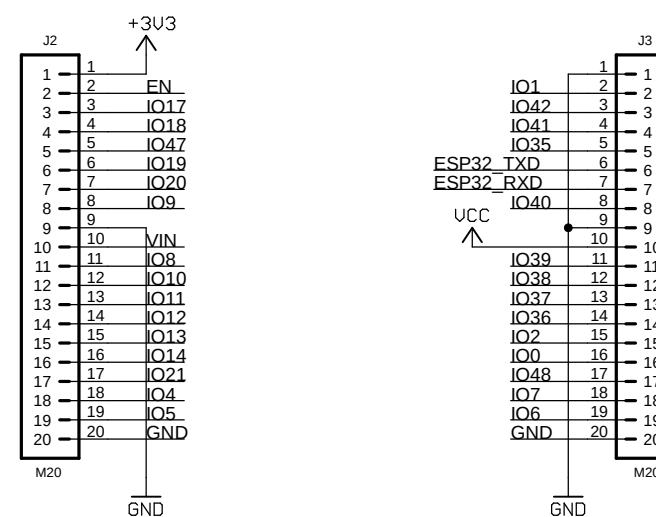 +3V3
J2
1 1
2 2 EN
3 3 IO17
4 4 IO18
5 5 IO47
6 6 IO19
7 7 IO20
8 8 IO9
9 9
10 10 VIN
11 11 IO8
12 12 IO10
13 13 IO11
14 14 IO12
15 15 IO13
16 16 IO14
17 17 IO21
18 18 IO4
19 19 IO5
20 20 GND
M20
GND
J3
1 1
IO1 2 2
IO42 3 3
IO41 4 4
IO35 5 5
ESP32_TXD 6 6
ESP32_RXD 7 7
IO40 8 8
VCC
9 9
10 10
IO39 11 11
IO38 12 12
IO37 13 13
IO36 14 14
IO2 15 15
IO0 16 16
IO48 17 17
IO7 18 18
IO6 19 19
GND 20 20
M20
GND